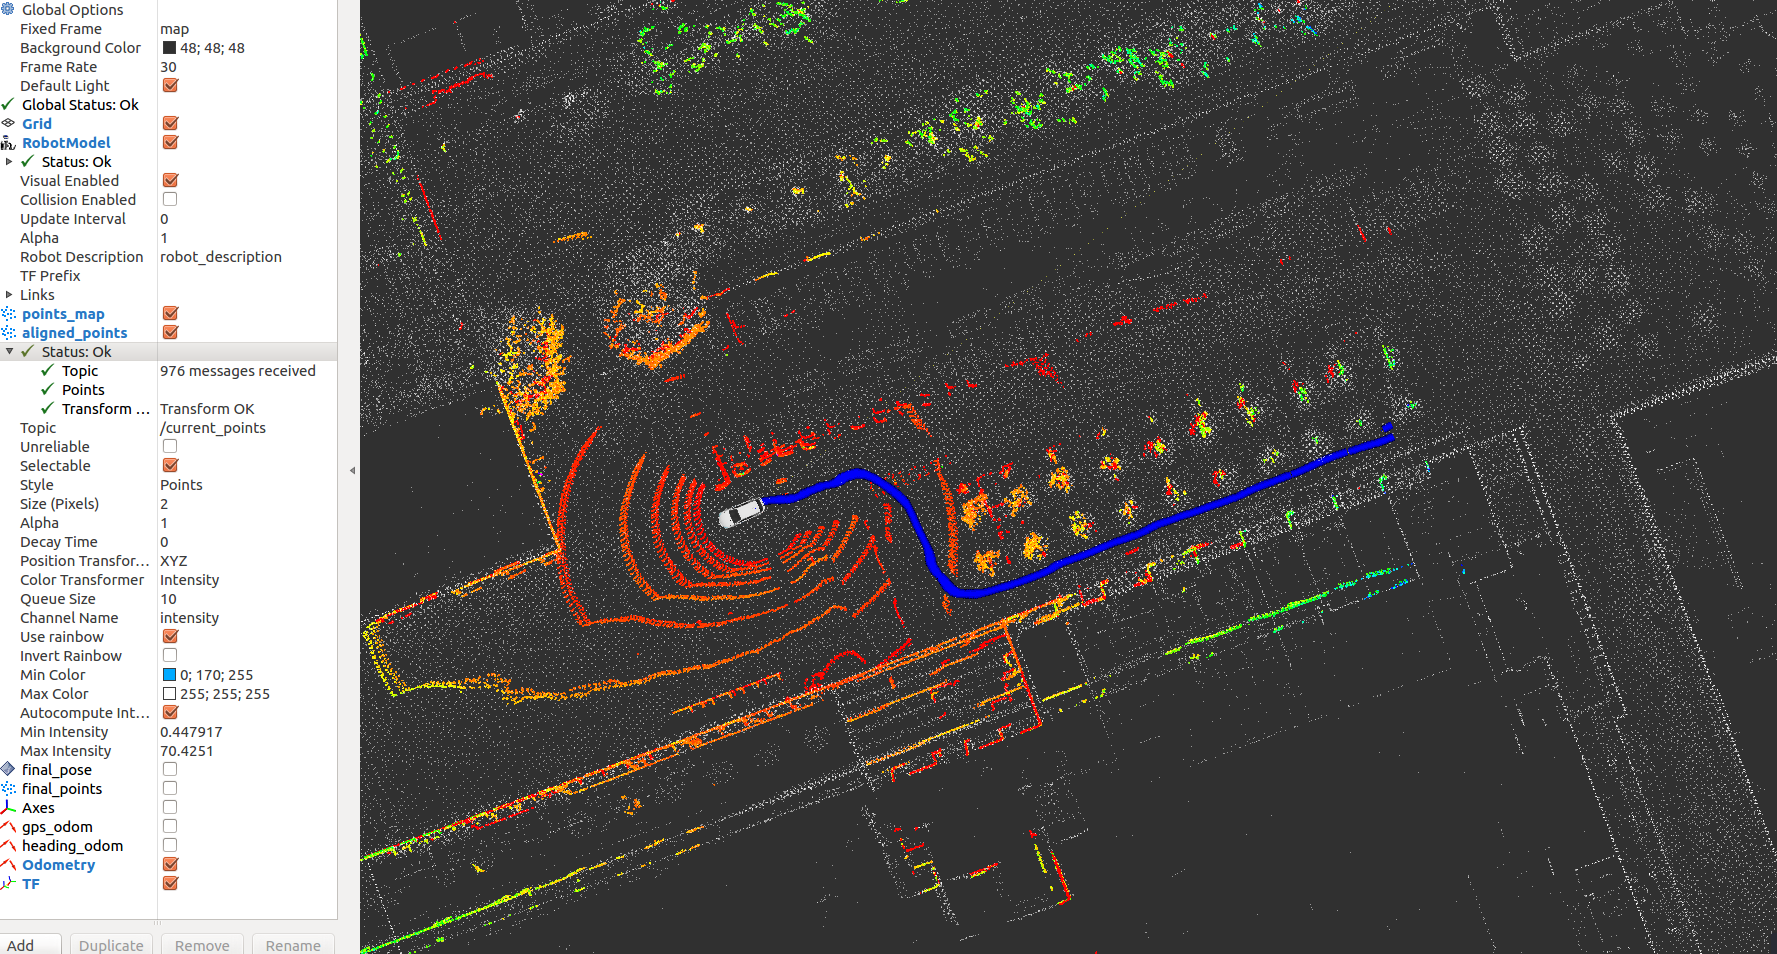 Global Options
Fixed Frame map
Background Color 48; 48; 48
Frame Rate 30
Default Light
Global Status: Ok
Grid
RobotModel
Status: Ok
Visual Enabled
Collision Enabled
Update Interval 0
Alpha 1
Robot Description robot_description
TF Prefix
Links
points_map
aligned_points
Status: Ok
Topic 976 messages received
Points
Transform ... Transform OK
Topic /current_points
Unreliable
Selectable
Style Points
Size (Pixels) 2
Alpha 1
Decay Time 0
Position Transfor... XYZ
Color Transformer Intensity
Queue Size 10
Channel Name intensity
Use rainbow
Invert Rainbow
Min Color 0; 170; 255
Max Color 255; 255; 255
Autocompute Int...
Min Intensity 0.447917
Max Intensity 70.4251
final_pose
final_points
Axes
gps_odom
heading_odom
Odometry
TF
Add Duplicate Remove Rename